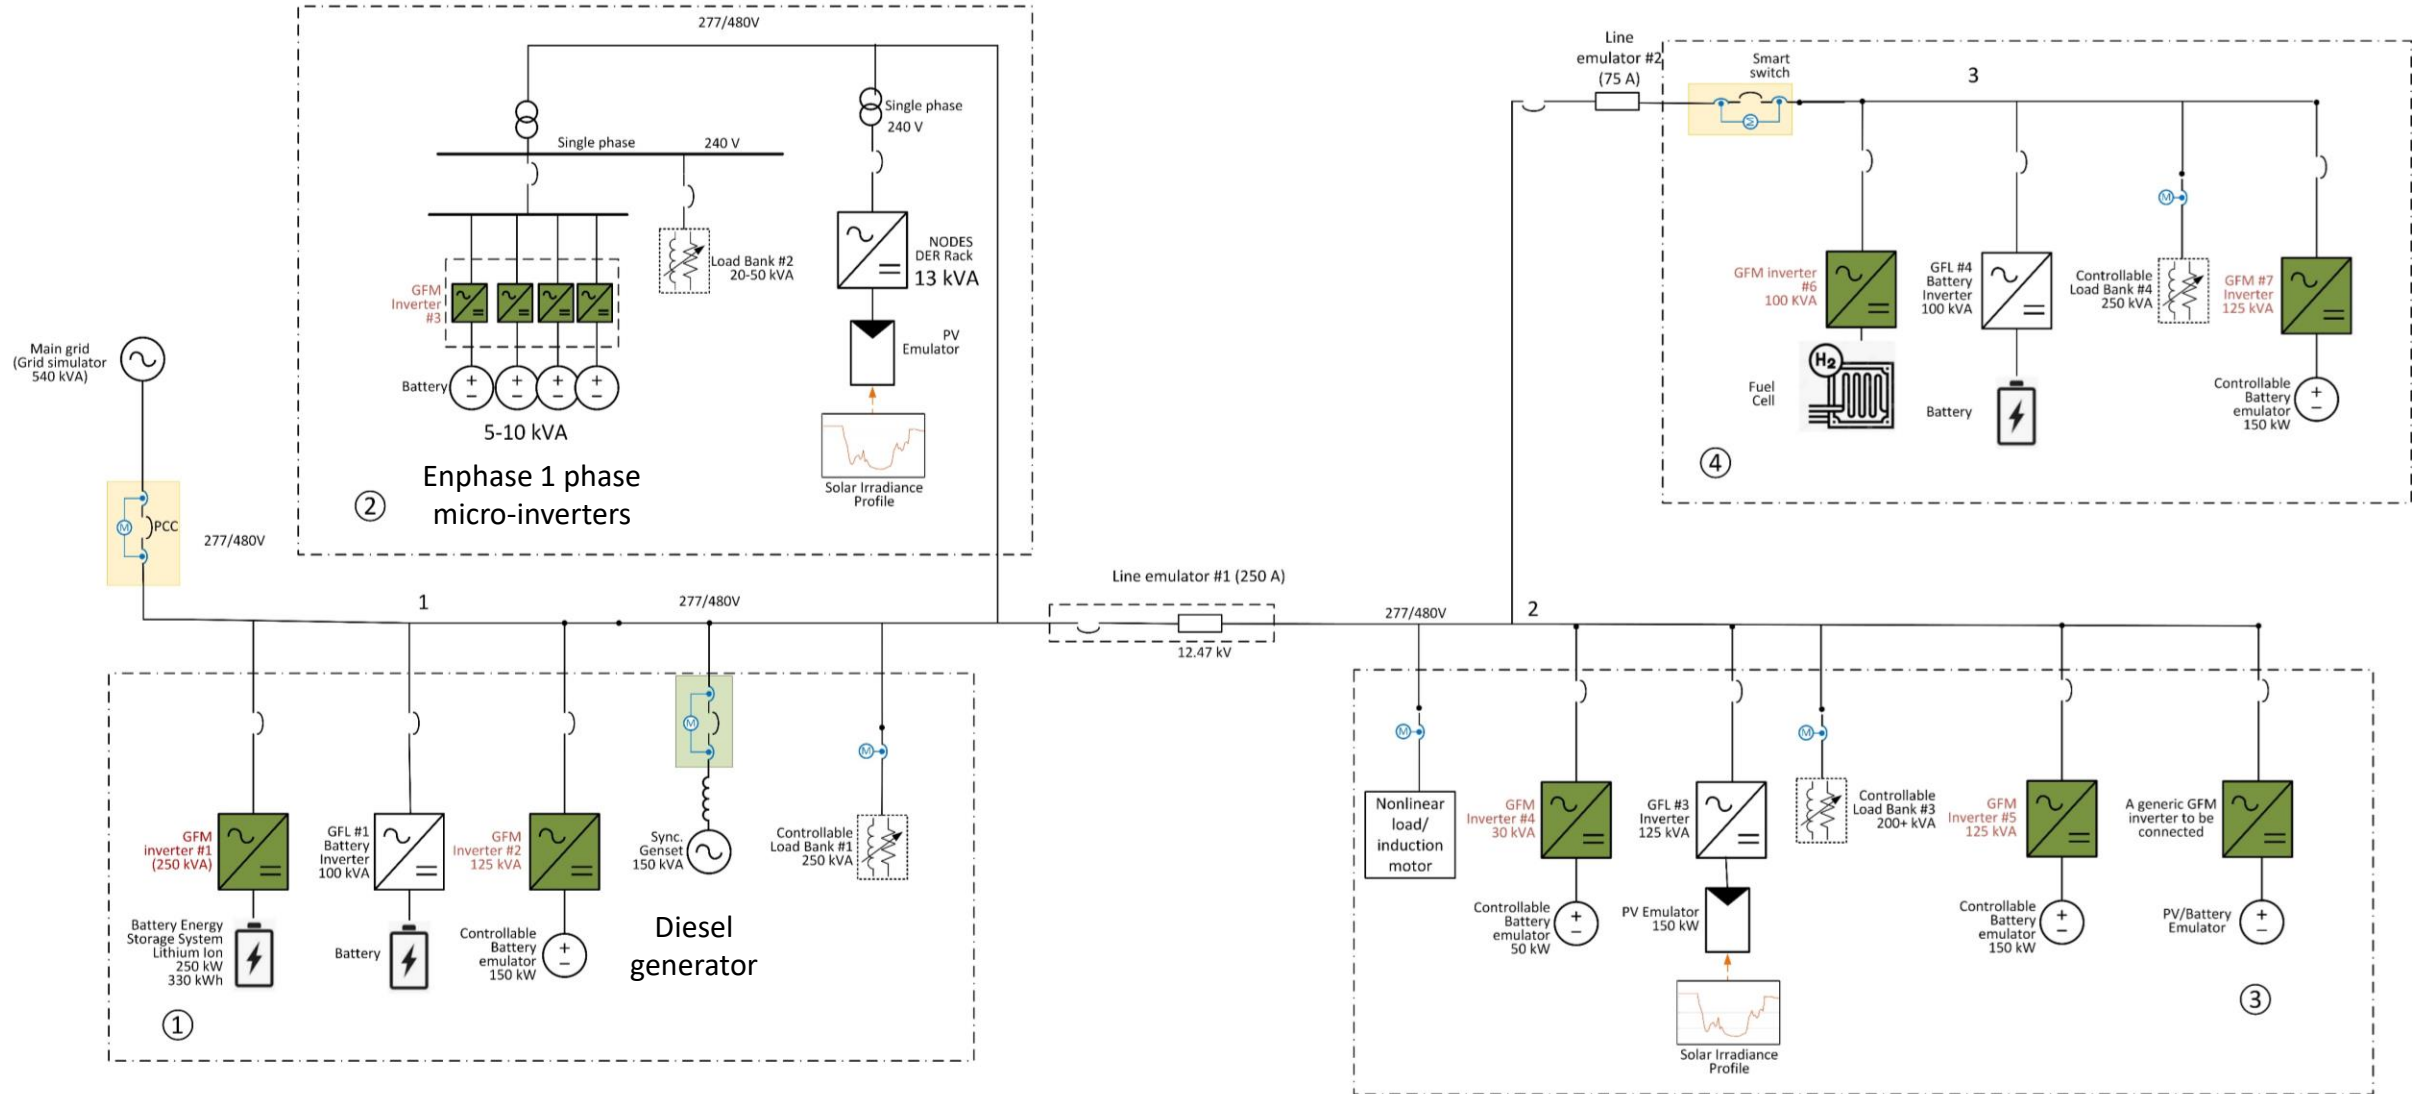 277/480V
Single phase
240 V
Single phase
240 V
GFM
Inverter
#3
Load Bank #2
20-50 kVA
NODES
DER Rack
13 kVA
PV
Emulator
Battery
5-10 kVA
Solar Irradiance
Profile
Enphase 1 phase
micro-inverters
②
Main grid
(Grid simulator
540 kVA)
M
PCC
277/480V
1
277/480V
Line emulator #1 (250 A)
12.47 kV
277/480V
2
Line
emulator #2
(75 A)
Smart
switch
M
3
M
GFM inverter
#6
100 KVA
GFL #4
Battery
Inverter
100 kVA
Controllable
Load Bank #4
250 kVA
GFM #7
Inverter
125 kVA
H2
Fuel
Cell
Battery
Controllable
Battery
emulator
150 kW
④
M
M
GFM
inverter #1
(250 kVA)
GFL #1
Battery
Inverter
100 kVA
GFM
Inverter #2
125 kVA
Sync.
Genset
150 kVA
Controllable
Load Bank #1
250 kVA
Battery Energy
Storage System
Lithium Ion
250 kW
330 kWh
Battery
Controllable
Battery
emulator
150 kW
Diesel
generator
①
M
M
Nonlinear
load/
induction
motor
GFM
Inverter #4
30 kVA
GFL #3
Inverter
125 kVA
Controllable
Load Bank #3
200+ kVA
GFM
Inverter #5
125 kVA
A generic GFM
inverter to be
connected
Controllable
Battery
emulator
50 kW
PV Emulator
150 kW
Controllable
Battery
emulator
150 kW
PV/Battery
Emulator
Solar Irradiance
Profile
③